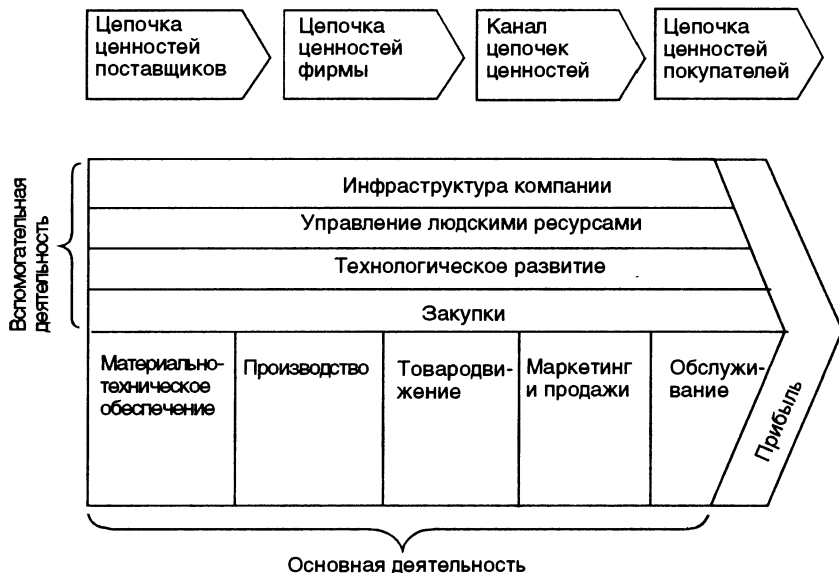 Цепочка
ценностей
поставщиков
Цепочка
ценностей
фирмы
Канал
цепочек
ценностей
Цепочка
ценностей
покупателей
Вспомогательная
деятельность
Инфраструктура компании
Управление людскими ресурсами
Технологическое развитие
Закупки
Материально-
техническое
обеспечение
Производство
Товародви-
жение
Маркетинг
и продажи
Обслужи-
вание
Прибыль
Основная деятельность